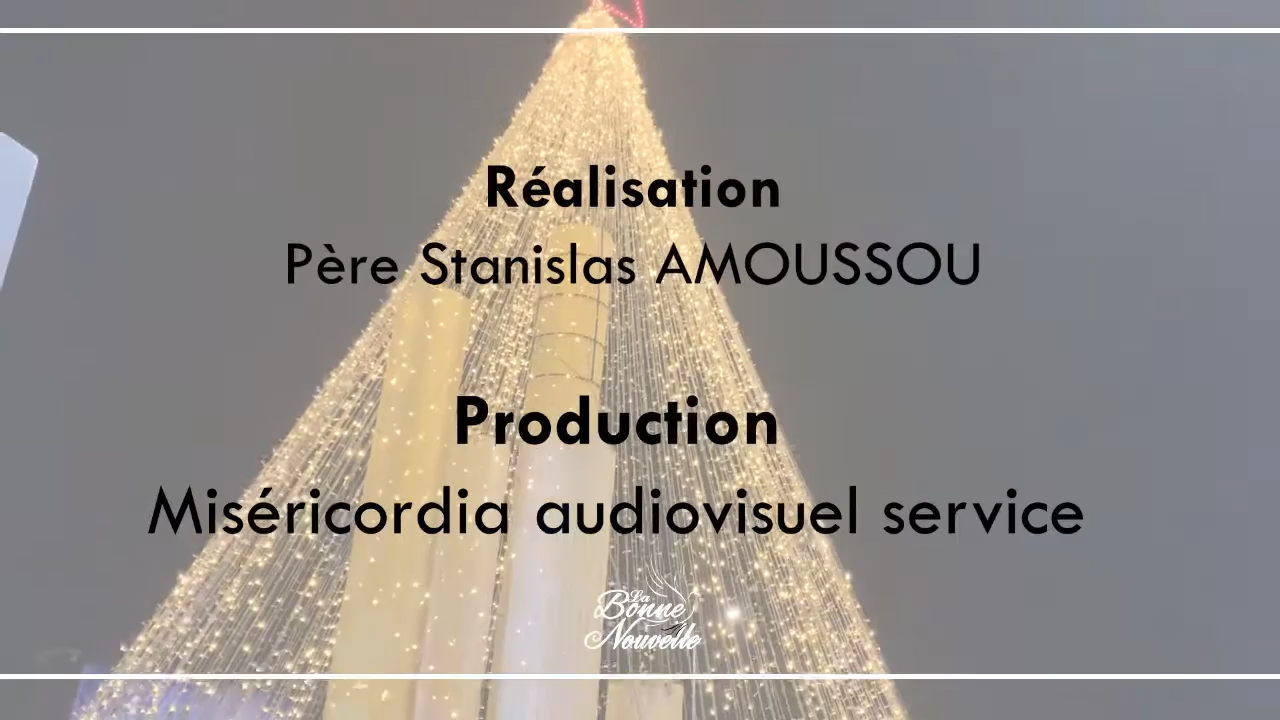 Réalisation
Père Stanislas AMOUSSOU
Production
Miséricordia audiovisuel service
La
Bonne
Nouvelle